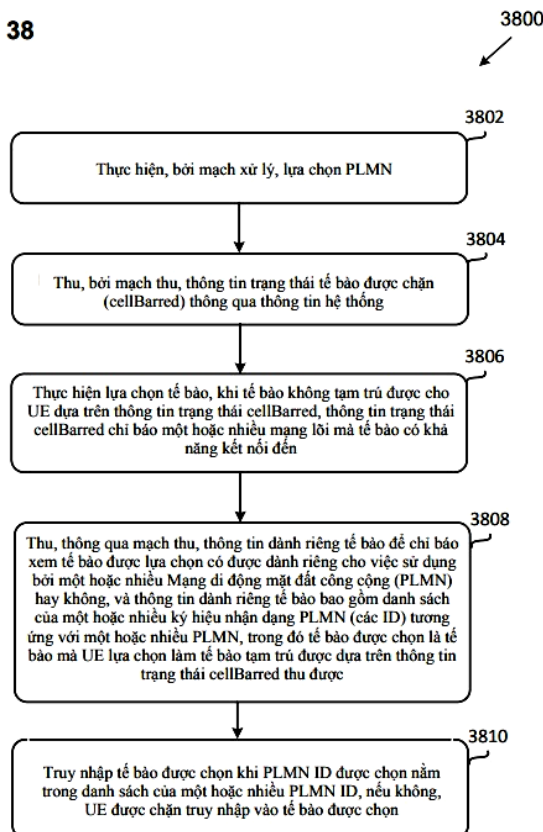 38
3800
3802
Thực hiện, bởi mạch xử lý, lựa chọn PLMN
3804
Thu, bởi mạch thu, thông tin trạng thái tế bào được chặn
(cellBarred) thông qua thông tin hệ thống
3806
Thực hiện lựa chọn tế bào, khi tế bào không tạm trú được cho
UE dựa trên thông tin trạng thái cellBarred, thông tin trạng thái
cellBarred chỉ báo một hoặc nhiều mạng lõi mà tế bào có khả
năng kết nối đến
3808
Thu, thông qua mạch thu, thông tin dành riêng tế bào để chỉ báo
xem tế bào được lựa chọn có được dành riêng cho việc sử dụng
bởi một hoặc nhiều Mạng di động mặt đất công cộng (PLMN)
hay không, và thông tin dành riêng tế bào bao gồm danh sách
của một hoặc nhiều ký hiệu nhận dạng PLMN (các ID) tương
ứng với một hoặc nhiều PLMN, trong đó tế bào được chọn là tế
bào mà UE lựa chọn làm tế bào tạm trú được dựa trên thông tin
trạng thái cellBarred thu được
3810
Truy nhập tế bào được chọn khi PLMN ID được chọn nằm
trong danh sách của một hoặc nhiều PLMN ID, nếu không,
UE được chặn truy nhập vào tế bào được chọn